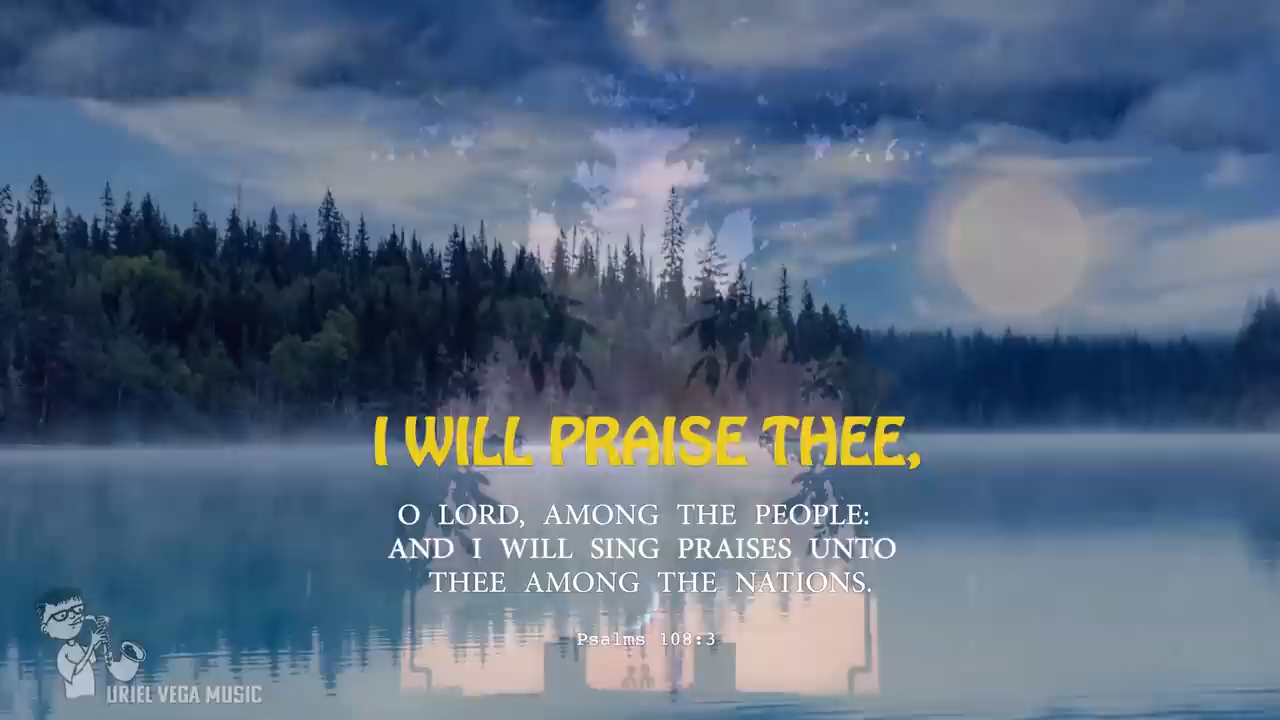 I WILL PRAISE THEE,
O LORD, AMONG THE PEOPLE:
AND I WILL SING PRAISES UNTO
THEE AMONG THE NATIONS.
Psalms 108:3
URIEL VEGA MUSIC